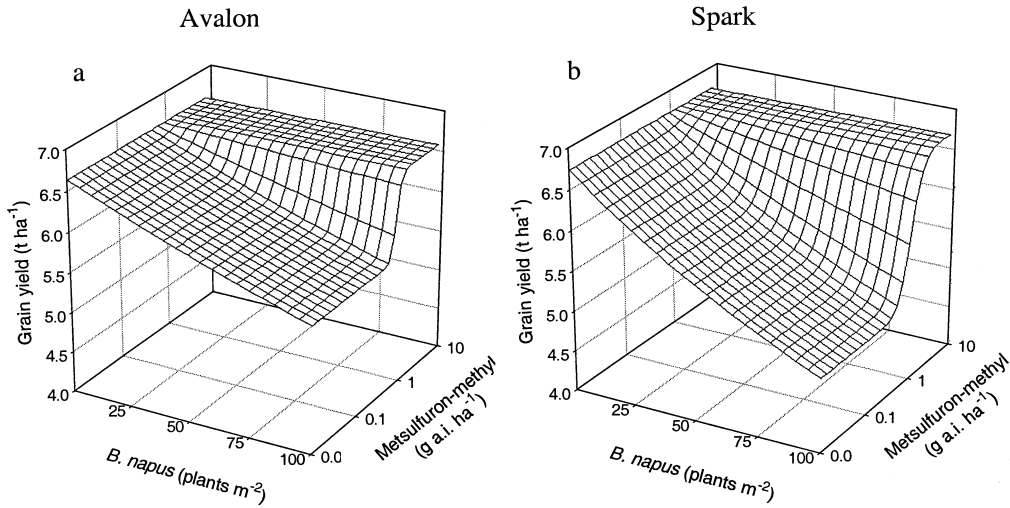 Avalon
Spark
a
7.0
6.5
6.0
5.5
5.0
4.5
4.0
Grain yield (t ha-1)
25
50
75
100
B. napus (plants m-2)
0.0
0.1
1
10
Metsulfuron-methyl
(g a.i. ha-1)
b
7.0
6.5
6.0
5.5
5.0
4.5
4.0
Grain yield (t ha-1)
25
50
75
100
B. napus (plants m-2)
0.0
0.1
1
10
Metsulfuron-methyl
(g a.i. ha-1)